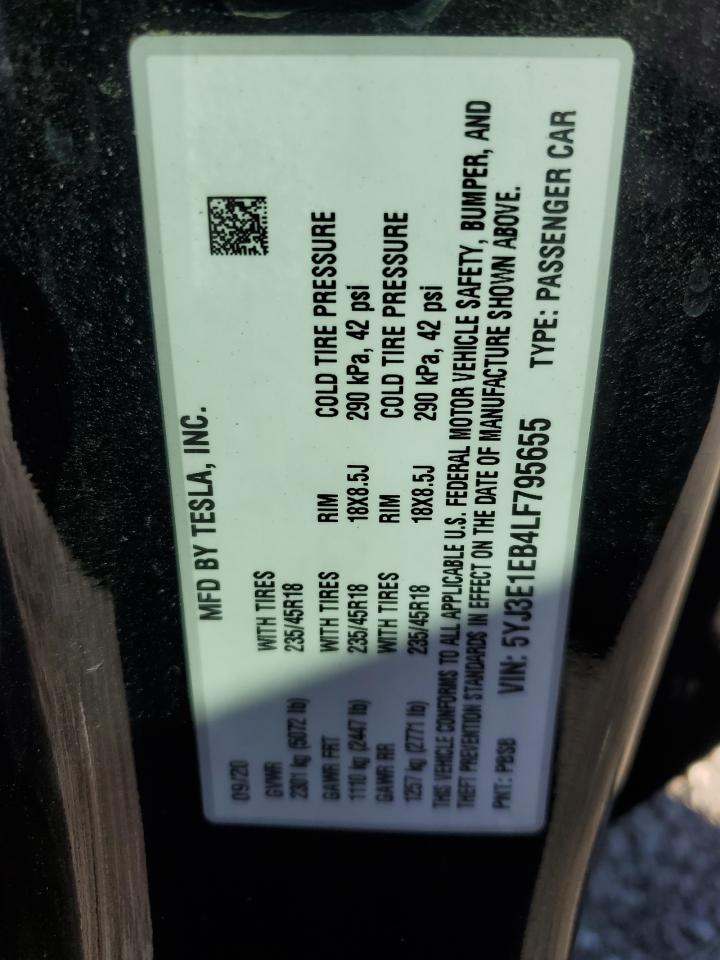 MFD BY TESLA, INC.
09/20
GVWR WITH TIRES RIM COLD TIRE PRESSURE
2301 kg (5072 lb) 235/45R18 18X8.5J 290 kPa, 42 psi
GAWR FRT WITH TIRES RIM COLD TIRE PRESSURE
1110 kg (2447 lb) 235/45R18 18X8.5J 290 kPa, 42 psi
GAWR RR WITH TIRES
1257 kg (2771 lb) 235/45R18
THIS VEHICLE CONFORMS TO ALL APPLICABLE U.S. FEDERAL MOTOR VEHICLE SAFETY, BUMPER, AND
THEFT PREVENTION STANDARDS IN EFFECT ON THE DATE OF MANUFACTURE SHOWN ABOVE.
PNT: PBSB VIN: 5YJ3E1EB4LF795655 TYPE: PASSENGER CAR